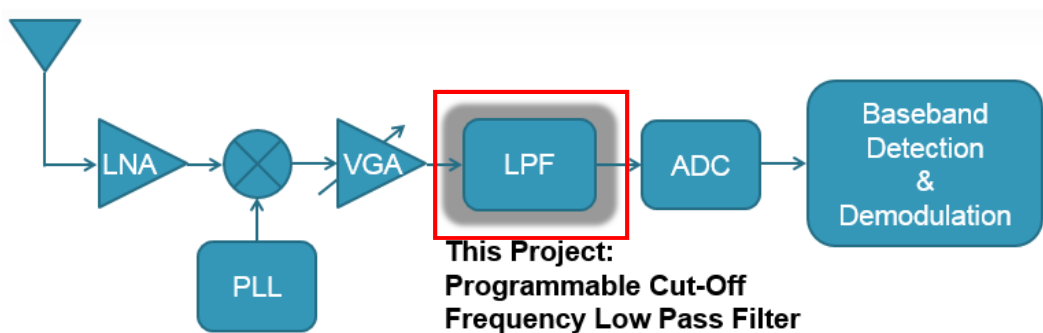 LNA
VGA
LPF
ADC
Baseband
Detection
&
Demodulation
PLL
This Project:
Programmable Cut-Off
Frequency Low Pass Filter